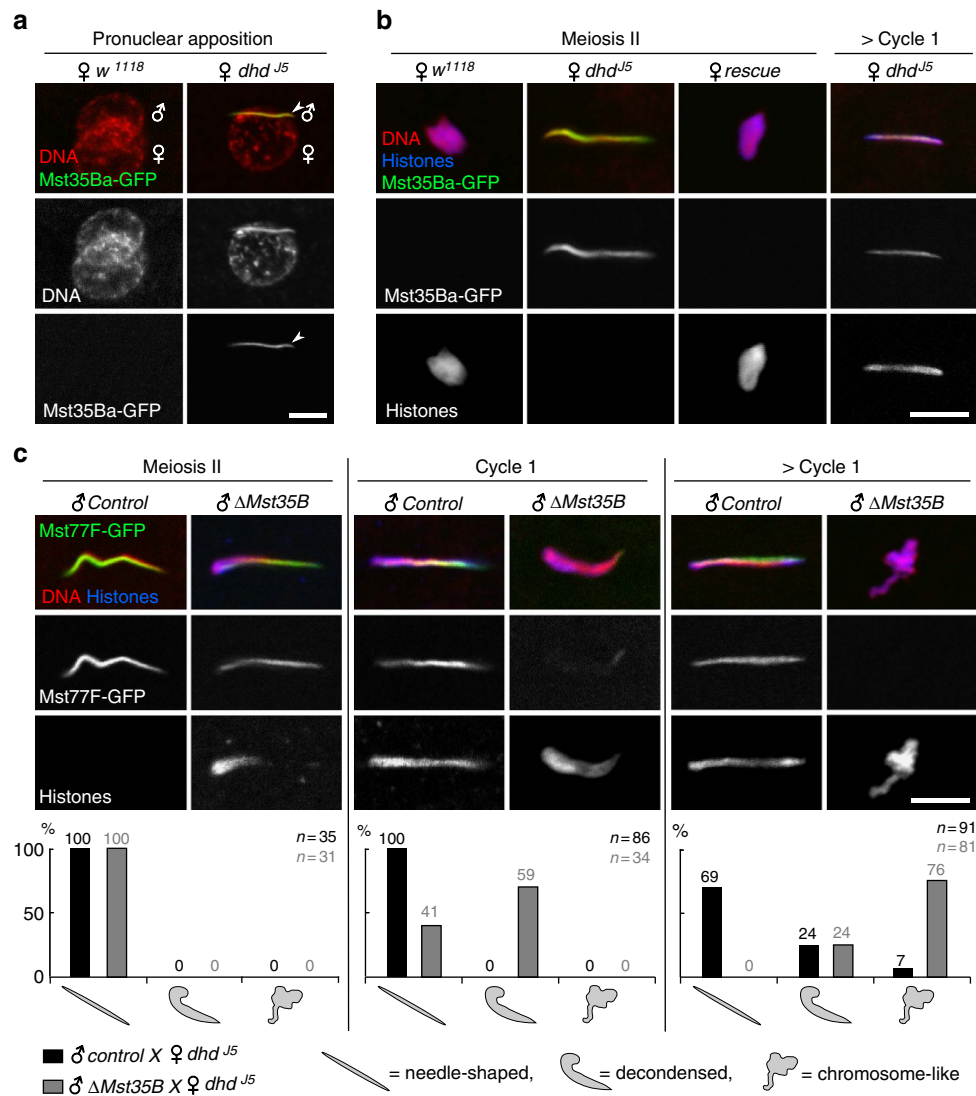 a
Pronuclear apposition
♀ w 1118
♀ dhd J5
♂
♀
DNA
Mst35Ba-GFP
♂
♀
DNA
Mst35Ba-GFP
b
Meiosis II
> Cycle 1
♀ w1118
♀ dhdJ5
♀ rescue
♀ dhdJ5
DNA
Histones
Mst35Ba-GFP
Mst35Ba-GFP
Histones
c
Meiosis II
Cycle 1
> Cycle 1
♂ Control
♂ ΔMst35B
♂ Control
♂ ΔMst35B
♂ Control
♂ ΔMst35B
Mst77F-GFP
DNA Histones
Mst77F-GFP
Histones
%
100
50
0
100
100
0
0
0
0
n=35
n=31
%
100
41
0
59
0
0
n=86
n=34
%
69
0
24
24
7
76
n=91
n=81
♂ control X ♀ dhd J5
♂ ΔMst35B X ♀ dhd J5
= needle-shaped,
= decondensed,
= chromosome-like